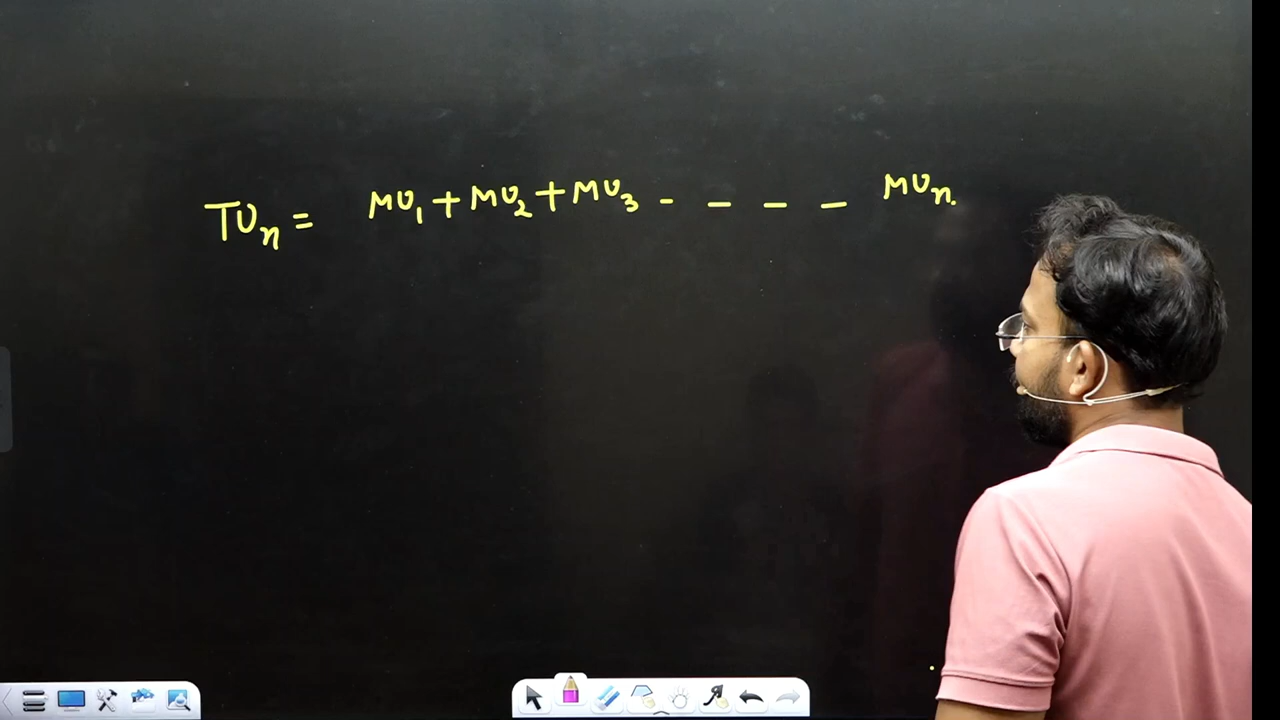 TUₙ = MU₁ + MU₂ + MU₃ - - - - MUₙ.